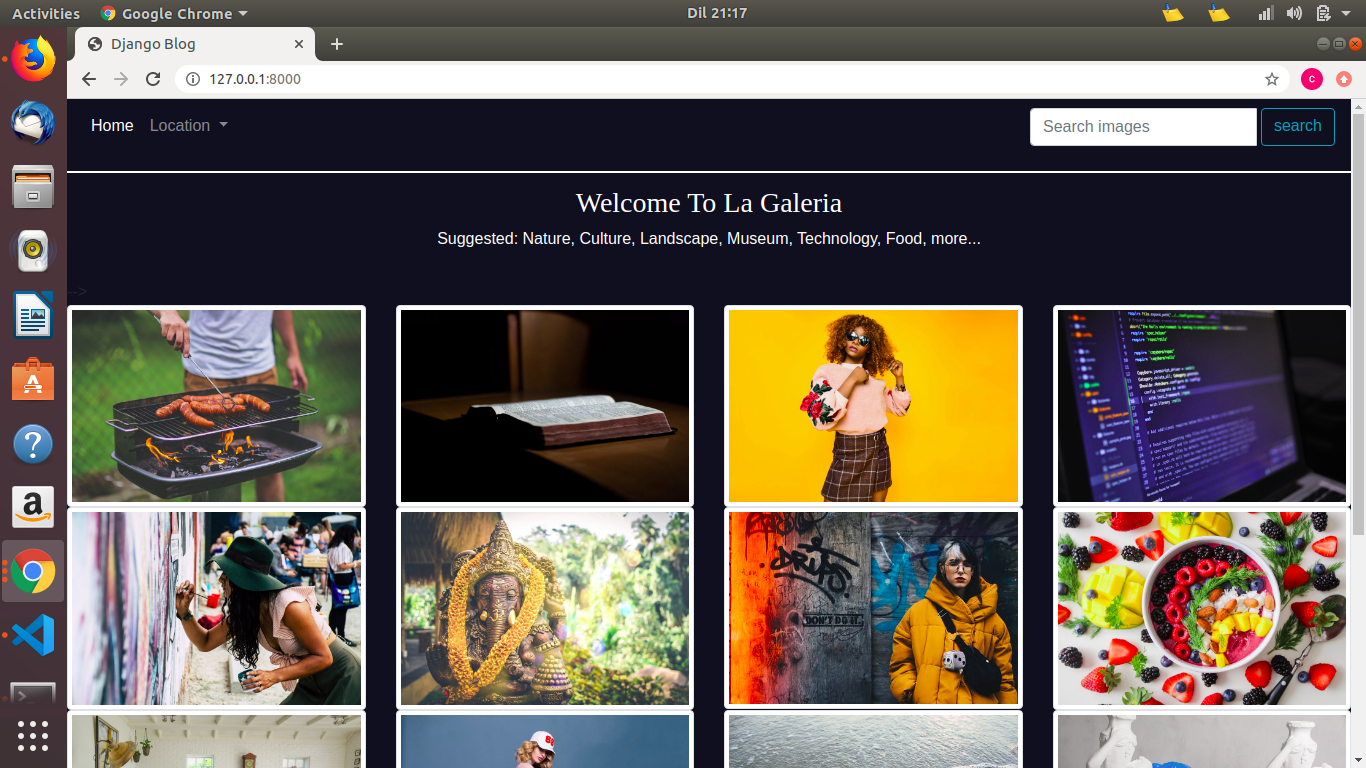 Activities Google Chrome Dil 21:17
Django Blog
127.0.0.1:8000
C
Home Location Search images search
Welcome To La Galeria
Suggested: Nature, Culture, Landscape, Museum, Technology, Food, more...
-->
DON'T DO IT.